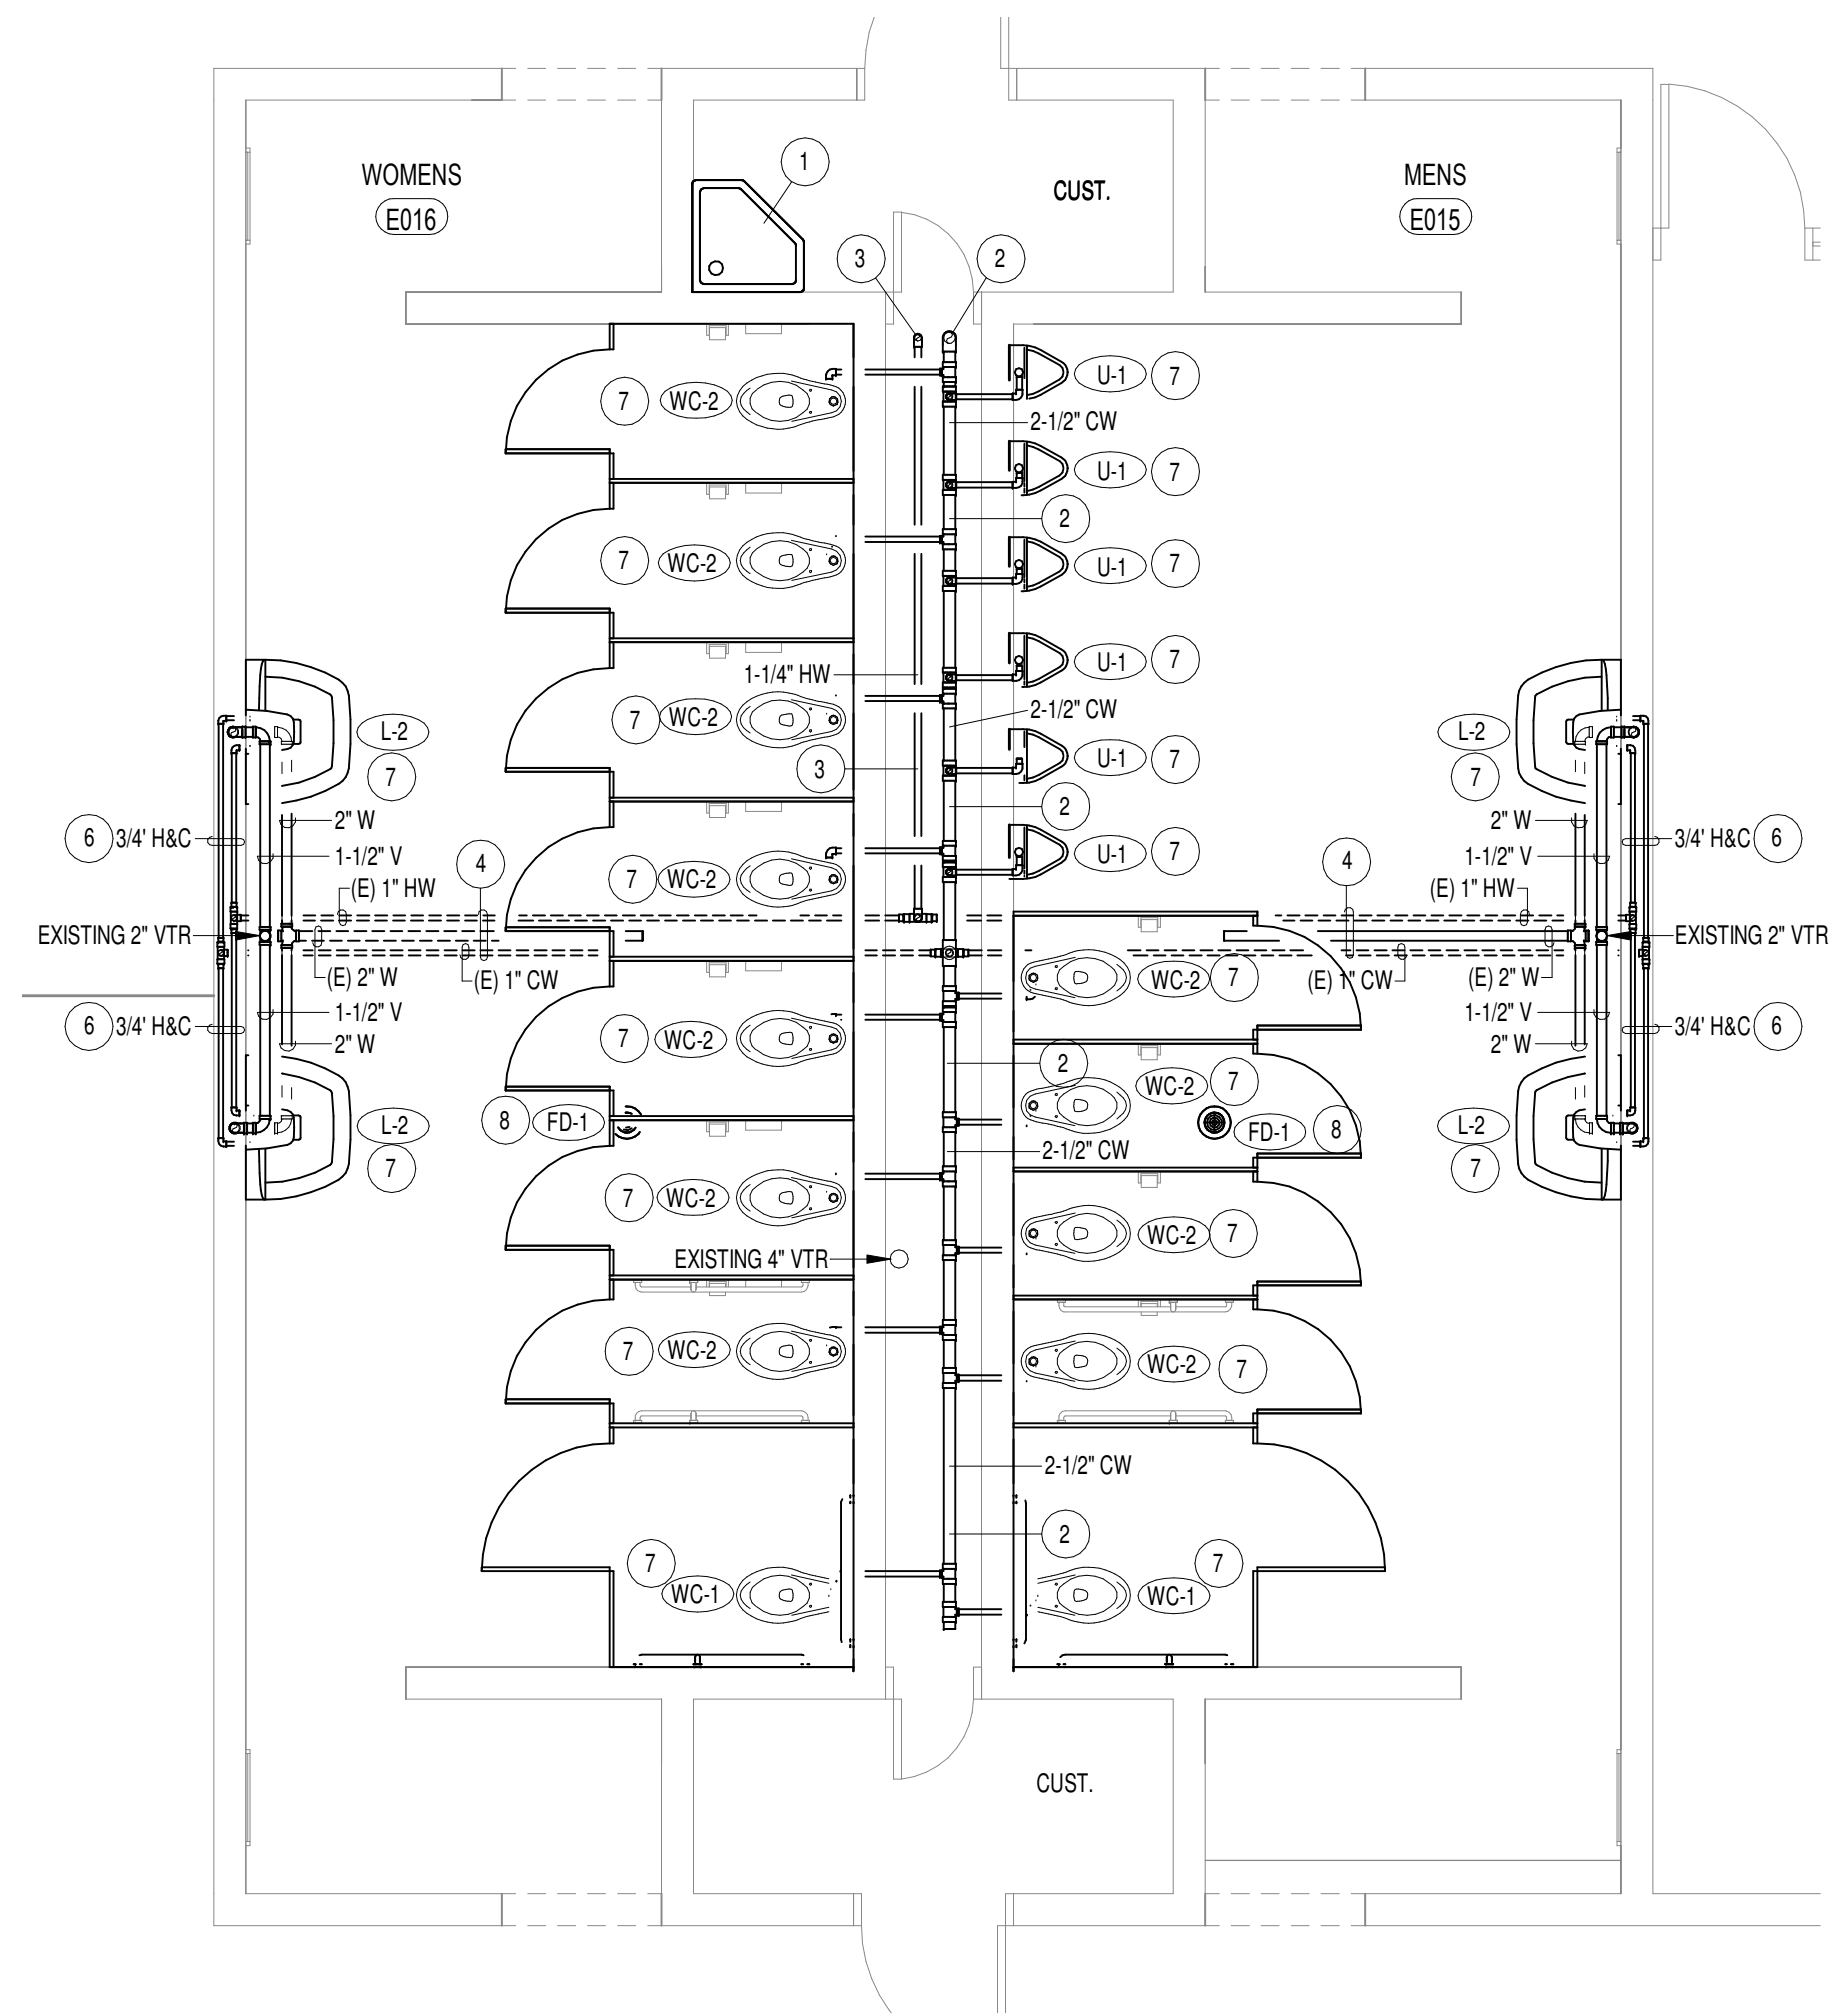 1
WOMENS
E016
CUST.
MENS
E015
3
2
7 WC-2
U-1 7
2-1/2" CW
U-1 7
2
7 WC-2
U-1 7
1-1/4" HW
U-1 7
7 WC-2
2-1/2" CW
L-2
7
3
U-1 7
L-2
7
2
6 3/4' H&C
2" W
1-1/2" V
4
7 WC-2
U-1 7
4
2" W
1-1/2" V
3/4' H&C 6
(E) 1" HW
(E) 1" HW
EXISTING 2" VTR
EXISTING 2" VTR
(E) 2" W
(E) 1" CW
WC-2 7
(E) 1" CW
(E) 2" W
6 3/4' H&C
1-1/2" V
2" W
7 WC-2
2
1-1/2" V
2" W
3/4' H&C 6
WC-2 7
8 FD-1
FD-1 8
L-2
7
2-1/2" CW
L-2
7
7 WC-2
WC-2 7
EXISTING 4" VTR
7 WC-2
WC-2 7
2-1/2" CW
2
7
WC-1
7
WC-1
CUST.